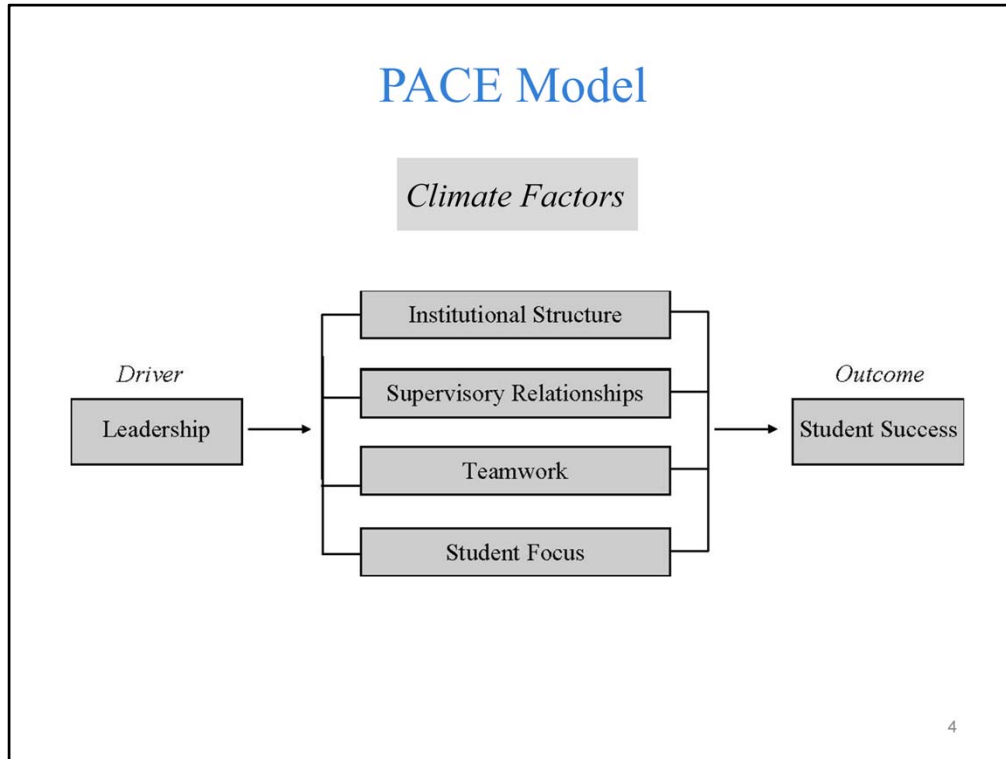 PACE Model
Climate Factors
Driver
Leadership
Institutional Structure
Supervisory Relationships
Teamwork
Student Focus
Outcome
Student Success
4